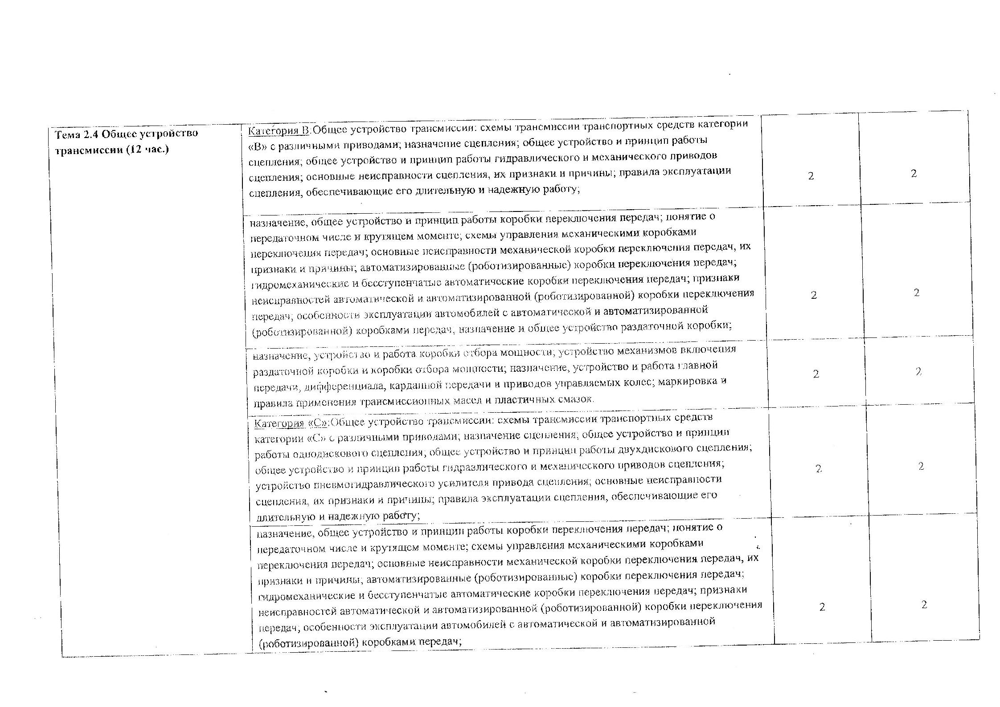 Тема 2.4 Общее устройство
трансмиссии (12 час.)
Категория В:Общее устройство трансмиссии: схемы трансмиссии транспортных средств категории
«В» с различными приводами; назначение сцепления; общее устройство и принцип работы
сцепления; общее устройство и принцип работы гидравлического и механического приводов
сцепления; основные неисправности сцепления, их признаки и причины; правила эксплуатации
сцепления, обеспечивающие его длительную и надежную работу;
2
2
назначение, общее устройство и принцип работы коробки переключения передач; понятие о
передаточном числе и крутящем моменте; схемы управления механическими коробками
переключения передач; основные неисправности механической коробки переключения передач, их
признаки и причины; автоматизированные (роботизированные) коробки переключения передач;
гидромеханические и бесступенчатые автоматические коробки переключения передач; признаки
неисправностей автоматической и автоматизированной (роботизированной) коробки переключения
передач; особенности эксплуатации автомобилей с автоматической и автоматизированной
(роботизированной) коробками передач, назначение и общее устройство раздаточной коробки;
2
2
назначение, устройство и работа коробки отбора мощности; устройство механизмов включения
раздаточной коробки и коробки отбора мощности; назначение, устройство и работа главной
передачи, дифференциала, карданной передачи и приводов управляемых колес; маркировка и
правила применения трансмиссионных масел и пластичных смазок.
2
2
Категория «С»:Общее устройство трансмиссии: схемы трансмиссии транспортных средств
категории «С» с различными приводами; назначение сцепления; общее устройство и принцип
работы однодискового сцепления; общее устройство и принцип работы двухдискового сцепления;
общее устройство и принцип работы гидравлического и механического приводов сцепления;
устройство пневмогидравлического усилителя привода сцепления; основные неисправности
сцепления, их признаки и причины; правила эксплуатации сцепления, обеспечивающие его
длительную и надежную работу;
2
2
назначение, общее устройство и принцип работы коробки переключения передач; понятие о
передаточном числе и крутящем моменте; схемы управления механическими коробками
переключения передач; основные неисправности механической коробки переключения передач, их
признаки и причины; автоматизированные (роботизированные) коробки переключения передач;
гидромеханические и бесступенчатые автоматические коробки переключения передач; признаки
неисправностей автоматической и автоматизированной (роботизированной) коробки переключения
передач; особенности эксплуатации автомобилей с автоматической и автоматизированной
(роботизированной) коробками передач;
2
2